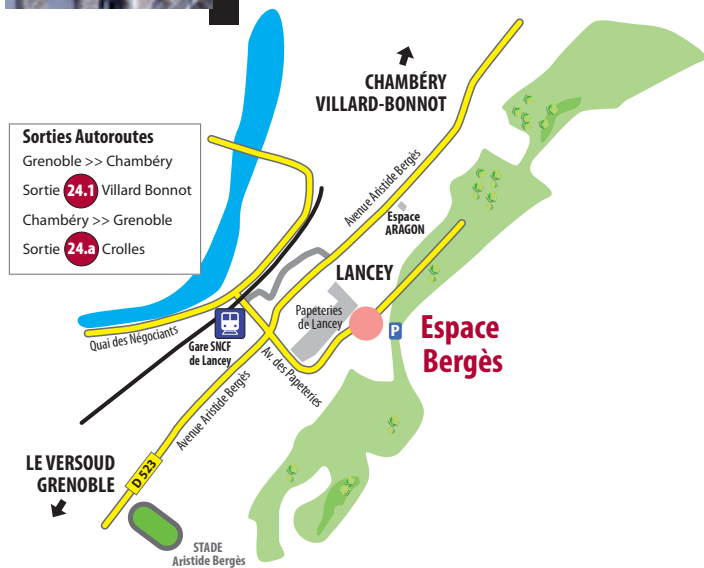 CHAMBÉRY
VILLARD-BONNOT
Sorties Autoroutes
Grenoble >> Chambéry
Sortie 24.1 Villard Bonnot
Chambéry >> Grenoble
Sortie 24.a Crolles
Avenue Aristide Bergès
Espace
ARAGON
LANCEY
Papeteries
de Lancey
P
Espace
Bergès
Quai des Négociants
Gare SNCF
de Lancey
Av. des Papeteries
Avenue Aristide Bergès
LE VERSOUD
GRENOBLE
D 523
STADE
Aristide Bergès